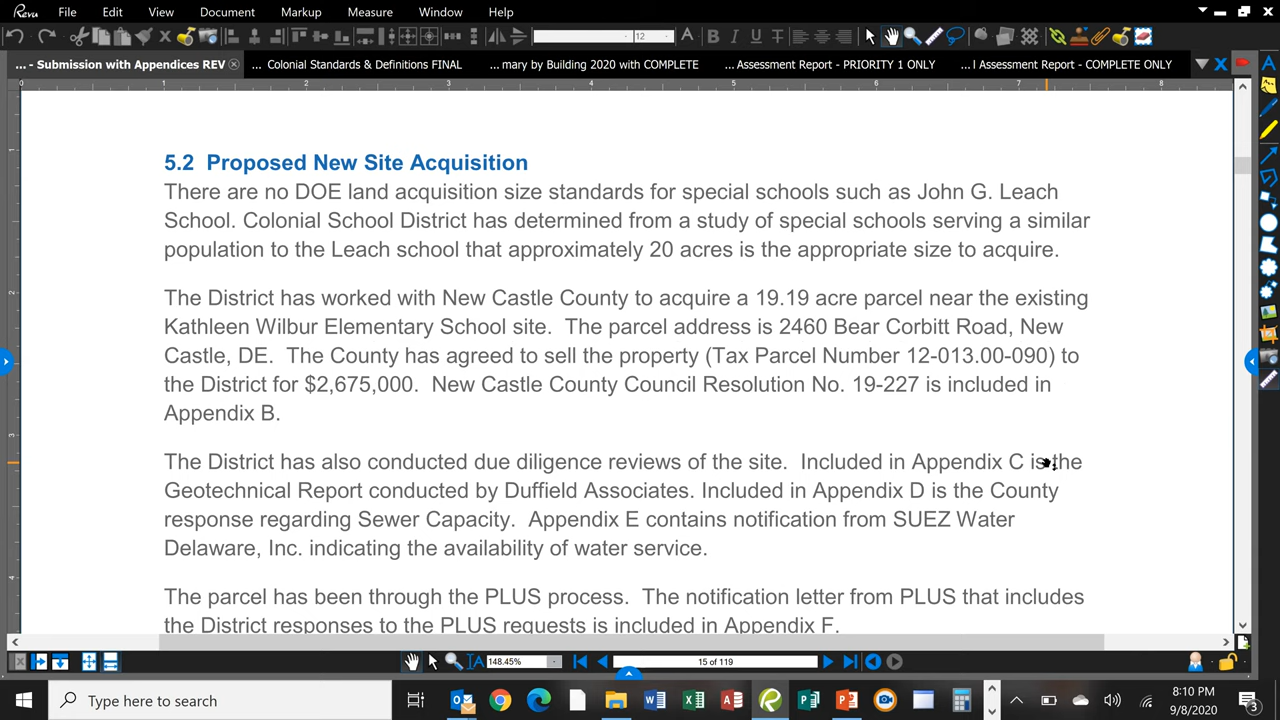 Revu File Edit View Document Markup Measure Window Help
12 A B I U T
... - Submission with Appendices REV Colonial Standards & Definitions FINAL ...mary by Building 2020 with COMPLETE ...Assessment Report - PRIORITY 1 ONLY ...l Assessment Report - COMPLETE ONLY
0 1 2 3 4 5 6 7 8
5.2 Proposed New Site Acquisition
There are no DOE land acquisition size standards for special schools such as John G. Leach
School. Colonial School District has determined from a study of special schools serving a similar
population to the Leach school that approximately 20 acres is the appropriate size to acquire.
The District has worked with New Castle County to acquire a 19.19 acre parcel near the existing
Kathleen Wilbur Elementary School site. The parcel address is 2460 Bear Corbitt Road, New
Castle, DE. The County has agreed to sell the property (Tax Parcel Number 12-013.00-090) to
the District for $2,675,000. New Castle County Council Resolution No. 19-227 is included in
Appendix B.
The District has also conducted due diligence reviews of the site. Included in Appendix C is the
Geotechnical Report conducted by Duffield Associates. Included in Appendix D is the County
response regarding Sewer Capacity. Appendix E contains notification from SUEZ Water
Delaware, Inc. indicating the availability of water service.
The parcel has been through the PLUS process. The notification letter from PLUS that includes
the District responses to the PLUS requests is included in Appendix F.
148.45% 15 of 119
Type here to search
8:10 PM
9/8/2020
3